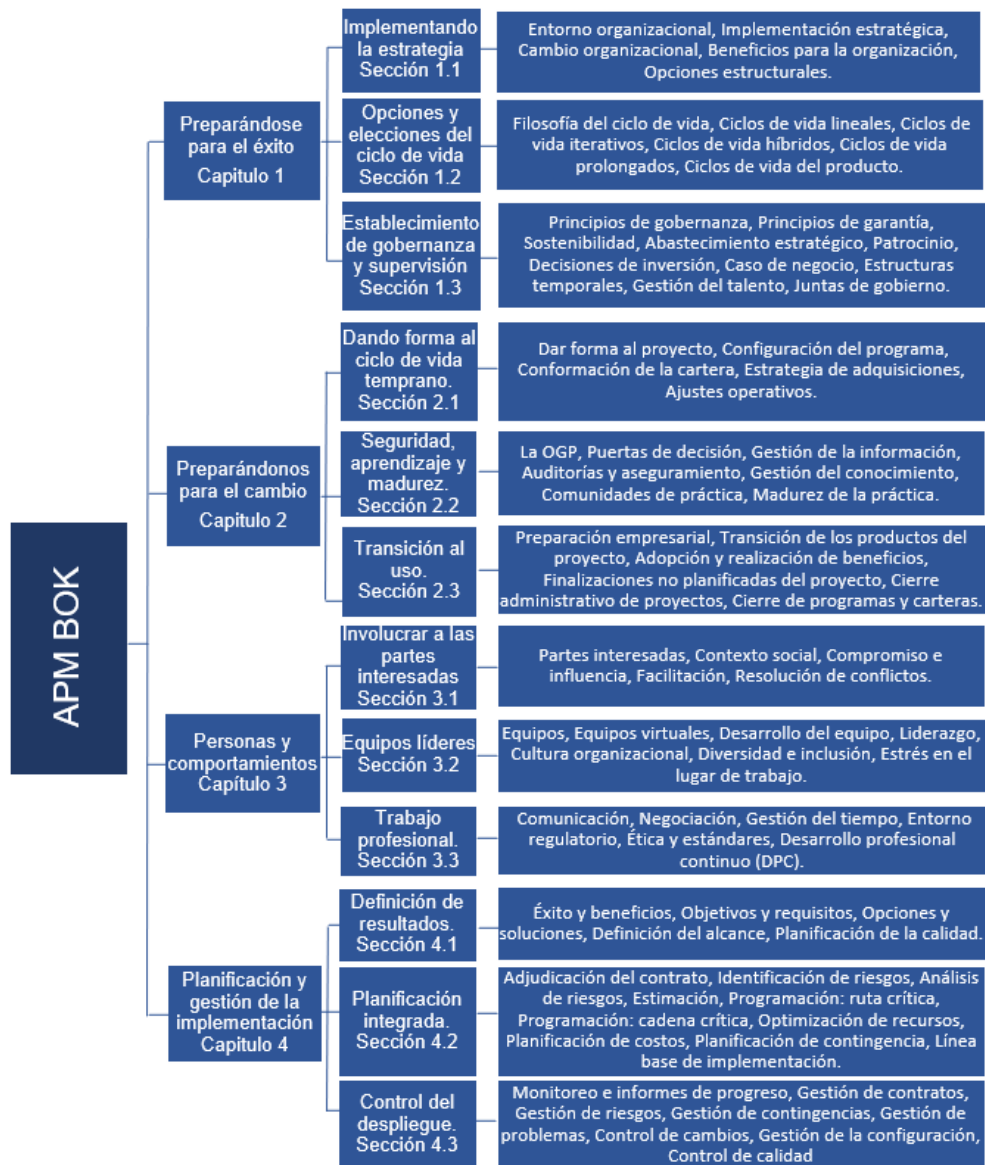 APM BOK
Preparándose
para el éxito
Capitulo 1
Implementando
la estrategia
Sección 1.1
Entorno organizacional, Implementación estratégica,
Cambio organizacional, Beneficios para la organización,
Opciones estructurales.
Opciones y
elecciones del
ciclo de vida
Sección 1.2
Filosofía del ciclo de vida, Ciclos de vida lineales, Ciclos de
vida iterativos, Ciclos de vida híbridos, Ciclos de vida
prolongados, Ciclos de vida del producto.
Establecimiento
de gobernanza
y supervisión
Sección 1.3
Principios de gobernanza, Principios de garantía,
Sostenibilidad, Abastecimiento estratégico, Patrocinio,
Decisiones de inversión, Caso de negocio, Estructuras
temporales, Gestión del talento, Juntas de gobierno.
Preparándonos
para el cambio
Capitulo 2
Dando forma al
ciclo de vida
temprano.
Sección 2.1
Dar forma al proyecto, Configuración del programa,
Conformación de la cartera, Estrategia de adquisiciones,
Ajustes operativos.
Seguridad,
aprendizaje y
madurez.
Sección 2.2
La OGP, Puertas de decisión, Gestión de la información,
Auditorías y aseguramiento, Gestión del conocimiento,
Comunidades de práctica, Madurez de la práctica.
Transición al
uso.
Sección 2.3
Preparación empresarial, Transición de los productos del
proyecto, Adopción y realización de beneficios,
Finalizaciones no planificadas del proyecto, Cierre
administrativo de proyectos, Cierre de programas y carteras.
Personas y
comportamientos
Capítulo 3
Involucrar a las
partes
interesadas
Sección 3.1
Partes interesadas, Contexto social, Compromiso e
influencia, Facilitación, Resolución de conflictos.
Equipos líderes
Sección 3.2
Equipos, Equipos virtuales, Desarrollo del equipo, Liderazgo,
Cultura organizacional, Diversidad e inclusión, Estrés en el
lugar de trabajo.
Trabajo
profesional.
Sección 3.3
Comunicación, Negociación, Gestión del tiempo, Entorno
regulatorio, Ética y estándares, Desarrollo profesional
continuo (DPC).
Planificación y
gestión de la
implementación
Capitulo 4
Definición de
resultados.
Sección 4.1
Éxito y beneficios, Objetivos y requisitos, Opciones y
soluciones, Definición del alcance, Planificación de la calidad.
Planificación
integrada.
Sección 4.2
Adjudicación del contrato, Identificación de riesgos, Análisis
de riesgos, Estimación, Programación: ruta crítica,
Programación: cadena crítica, Optimización de recursos,
Planificación de costos, Planificación de contingencia, Línea
base de implementación.
Control del
despliegue.
Sección 4.3
Monitoreo e informes de progreso, Gestión de contratos,
Gestión de riesgos, Gestión de contingencias, Gestión de
problemas, Control de cambios, Gestión de la configuración,
Control de calidad